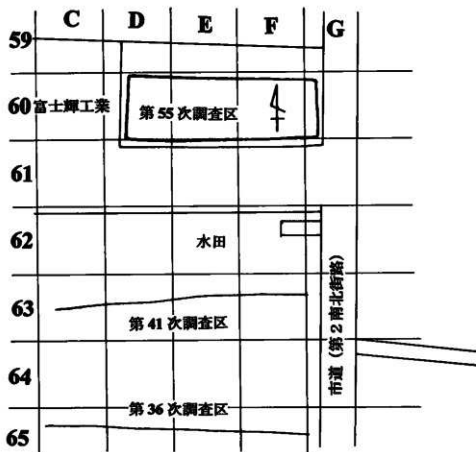 C D E F G
59
60 富士輝工業 第55次調査区
61
62 水田
63
第41次調査区
64
第36次調査区
65
市道（第2南北街路）